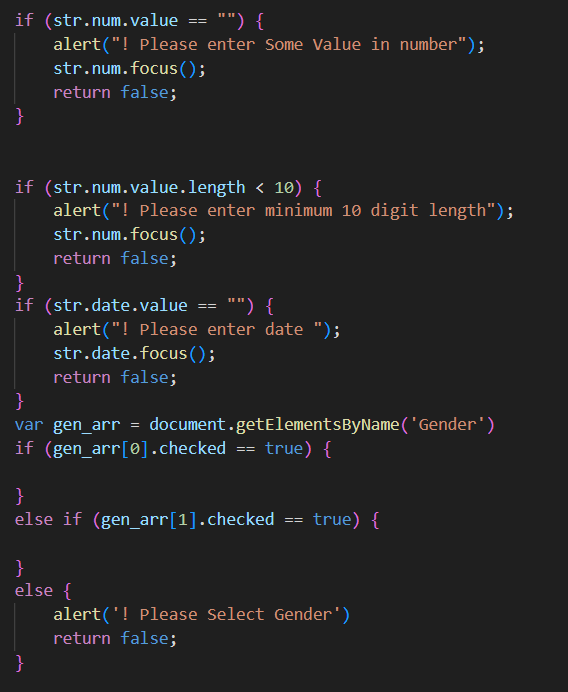 if (str.num.value == "") {
    alert("! Please enter Some Value in number");
    str.num.focus();
    return false;
}
if (str.num.value.length < 10) {
    alert("! Please enter minimum 10 digit length");
    str.num.focus();
    return false;
}
if (str.date.value == "") {
    alert("! Please enter date ");
    str.date.focus();
    return false;
}
var gen_arr = document.getElementsByName('Gender')
if (gen_arr[0].checked == true) {
}
else if (gen_arr[1].checked == true) {
}
else {
    alert('! Please Select Gender')
    return false;
}